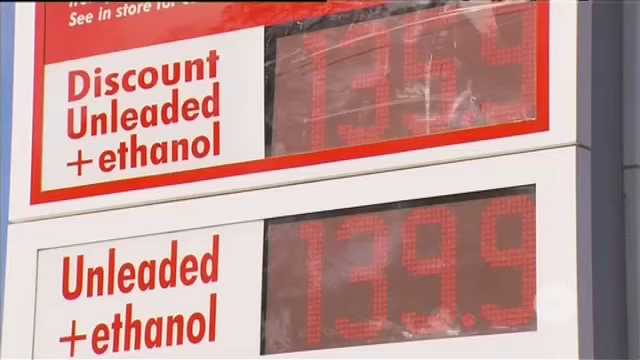 See in store for
Discount
Unleaded
+ethanol
135.9
Unleaded
+ethanol
139.9